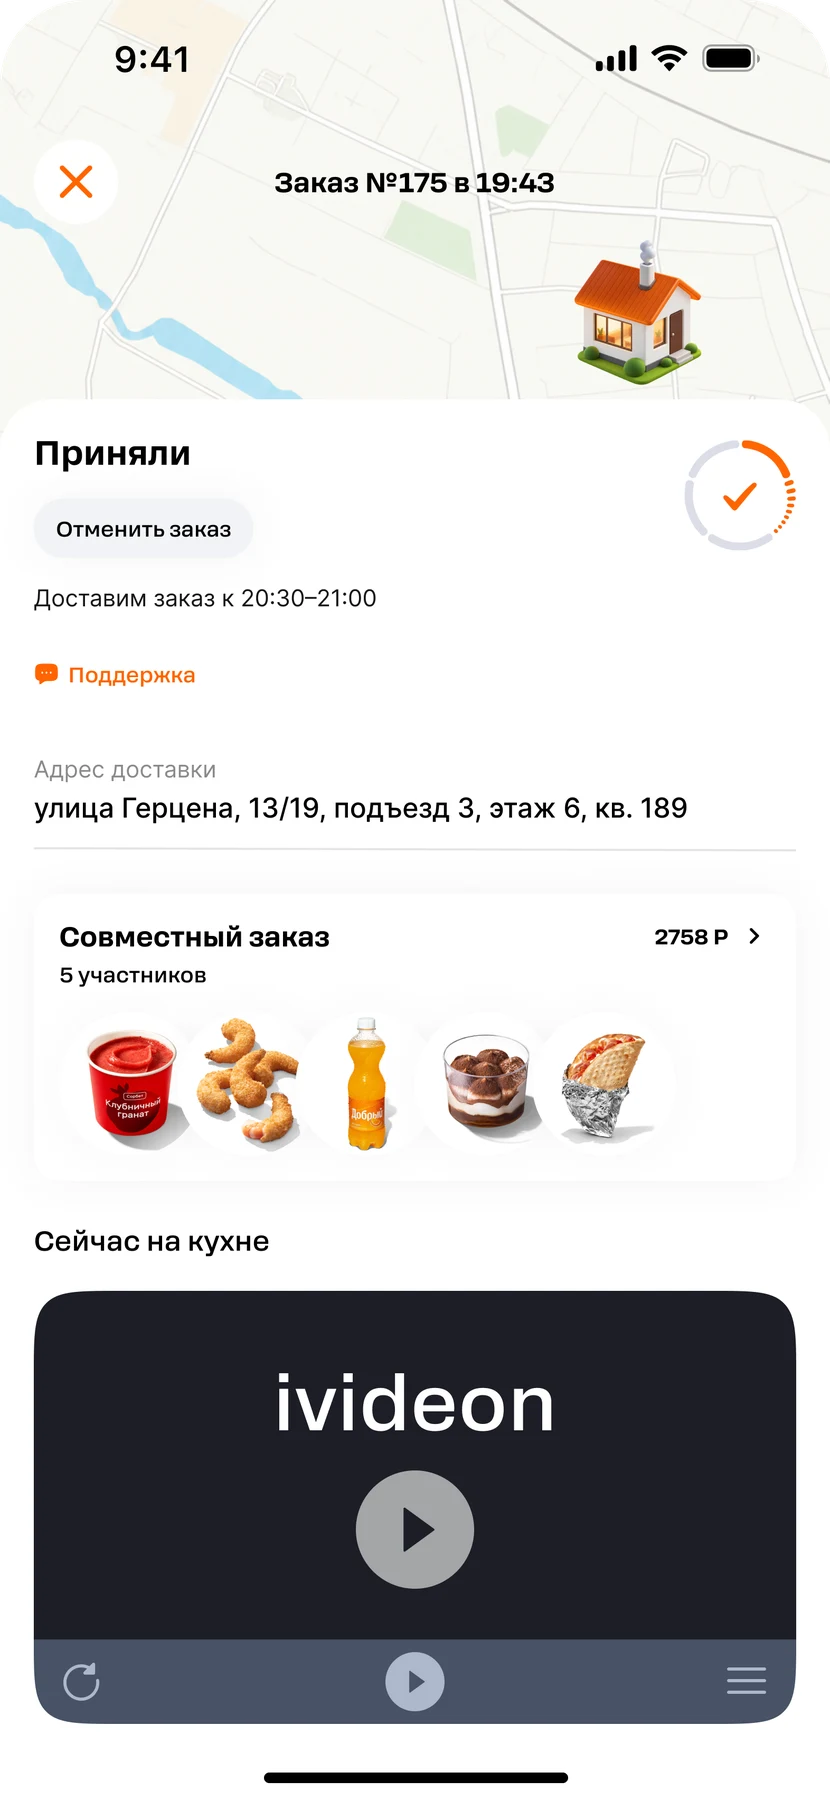 9:41
Заказ №175 в 19:43
Приняли
Отменить заказ
Доставим заказ к 20:30–21:00
Поддержка
Адрес доставки
улица Герцена, 13/19, подъезд 3, этаж 6, кв. 189
Совместный заказ
2758 Р
5 участников
Сорбет
Клубничный
гранат
Добрый
Сейчас на кухне
ivideon